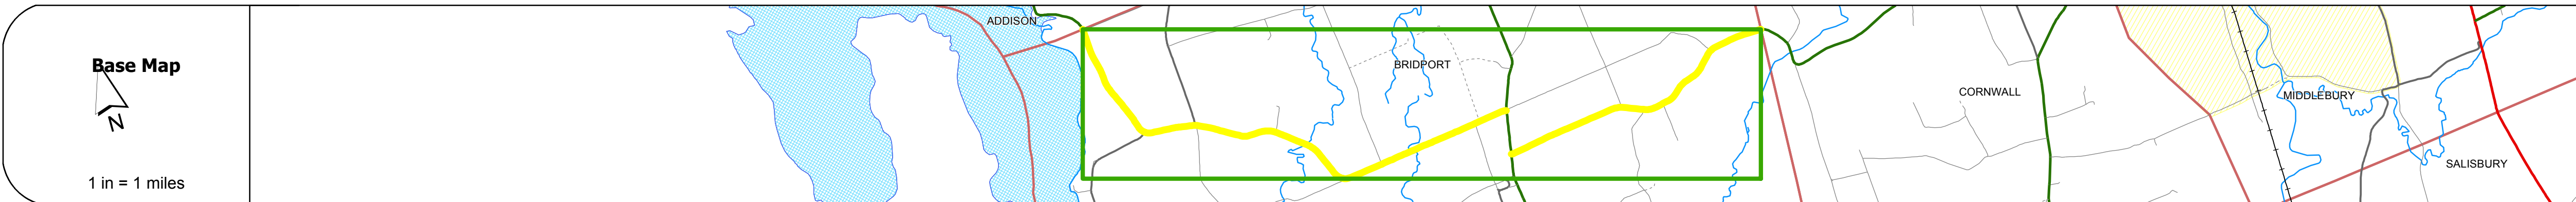 Base Map
N
1 in = 1 miles
ADDISON
BRIDPORT
CORNWALL
MIDDLEBURY
SALISBURY